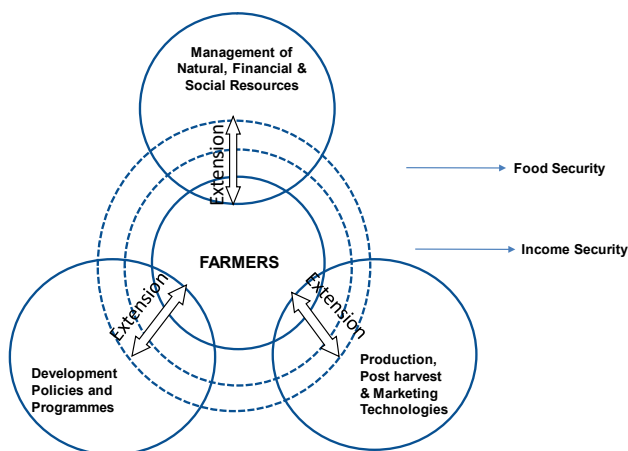 Management of
Natural, Financial &
Social Resources
Extension
Food Security
FARMERS
Income Security
Extension
Extension
Development
Policies and
Programmes
Production,
Post harvest
& Marketing
Technologies